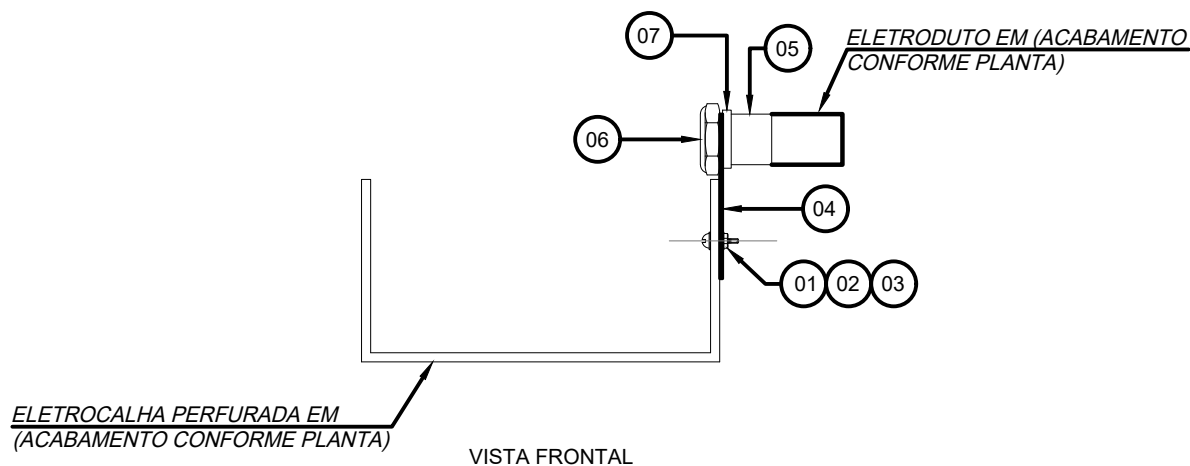 07
05
ELETRODUTO EM (ACABAMENTO
CONFORME PLANTA)
06
04
01 02 03
ELETROCALHA PERFURADA EM
(ACABAMENTO CONFORME PLANTA)
VISTA FRONTAL